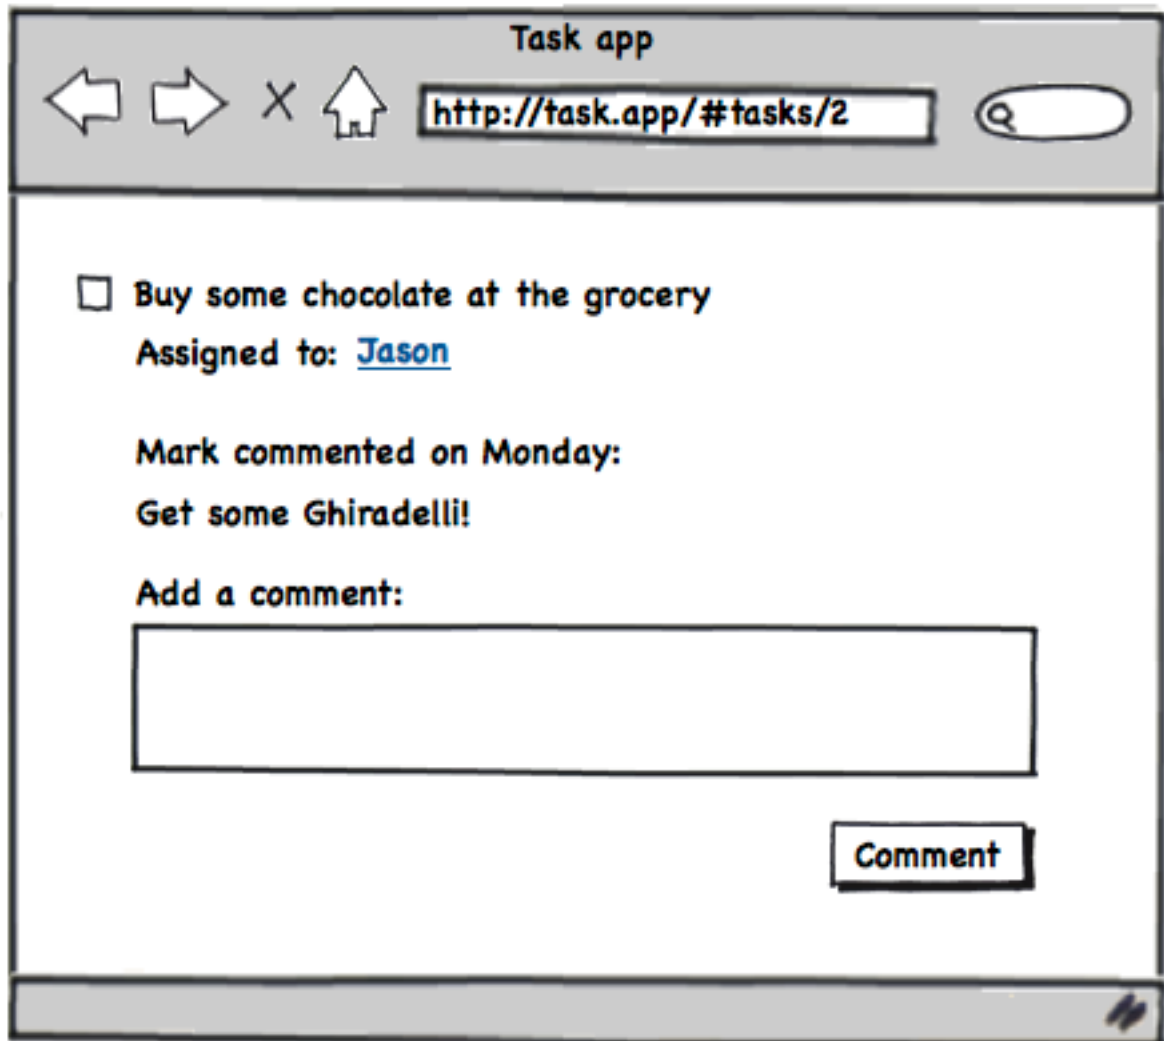 Task app
http://task.app/#tasks/2
Buy some chocolate at the grocery
Assigned to: Jason
Mark commented on Monday:
Get some Ghiradelli!
Add a comment:
Comment